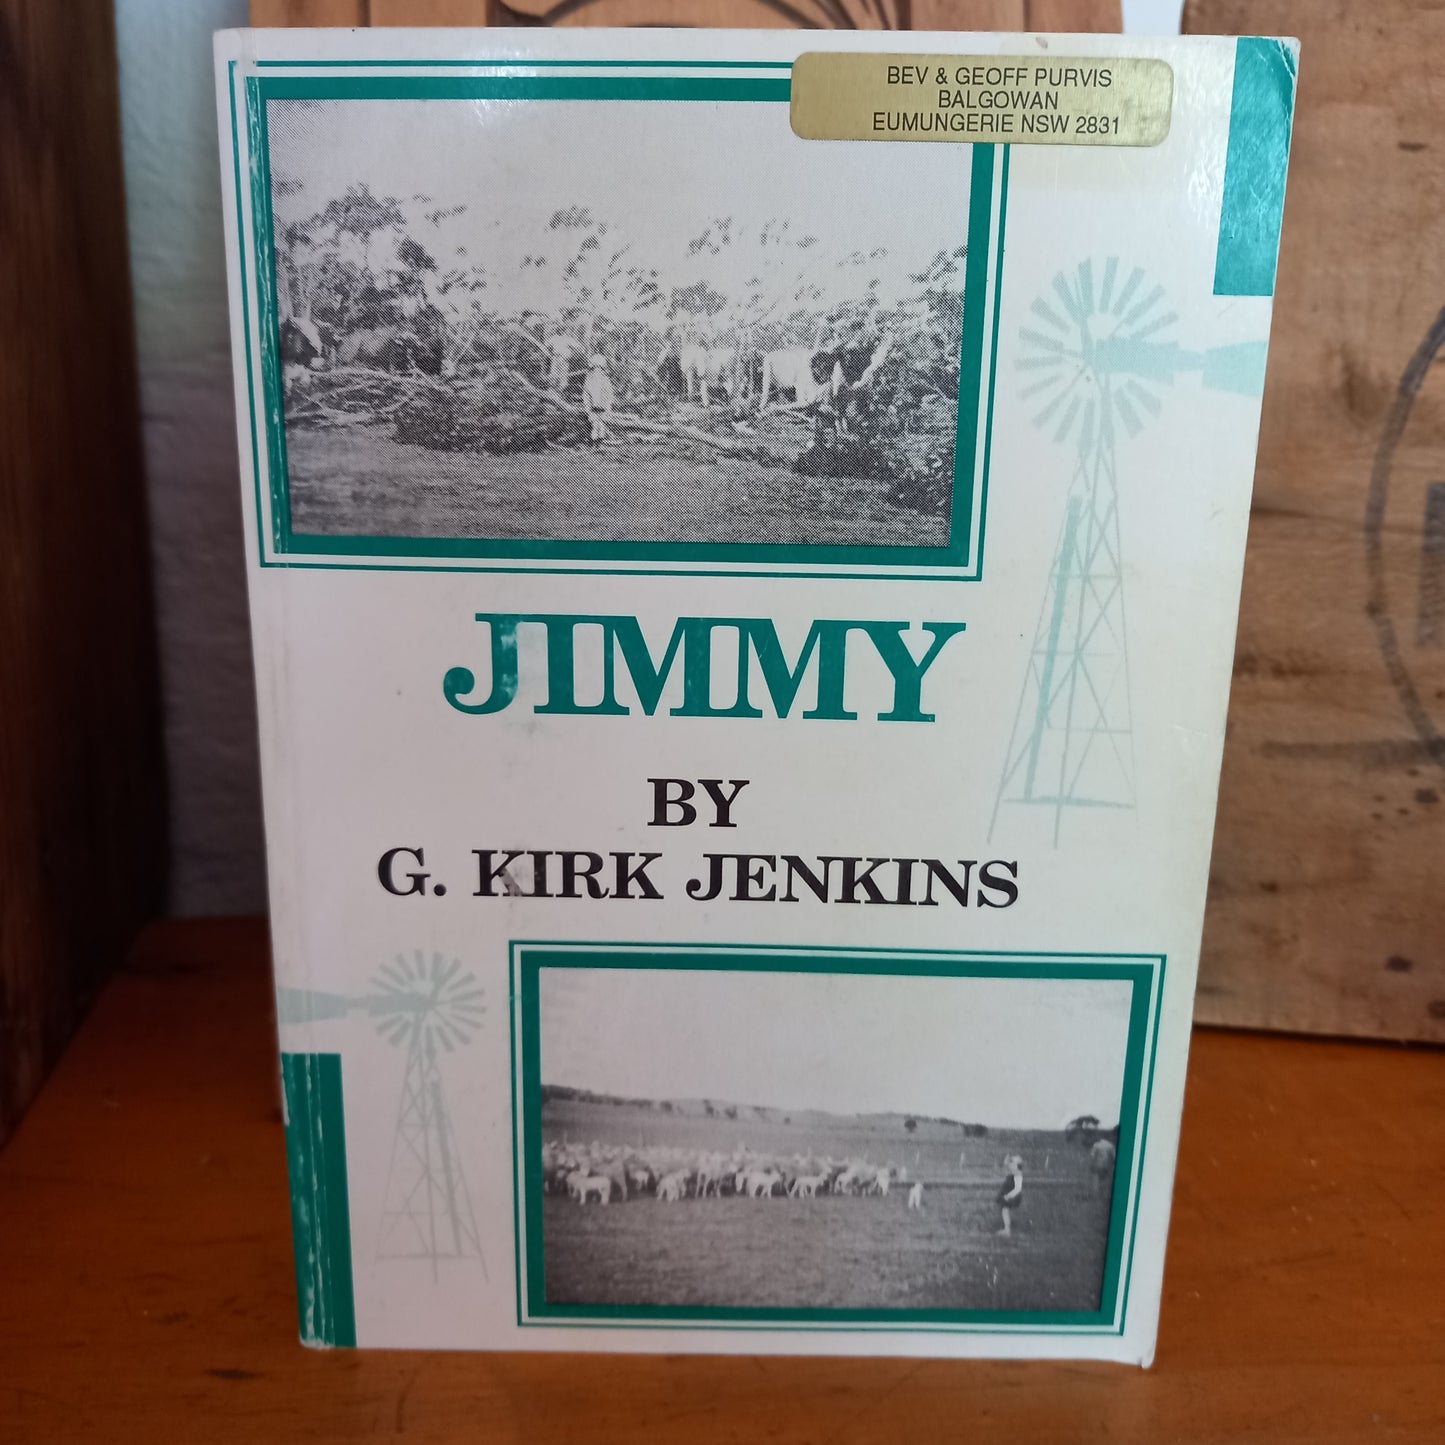 BEV & GEOFF PURVIS
BALGOWAN
EUMUNGERIE NSW 2831
JIMMY
BY
G. KIRK JENKINS